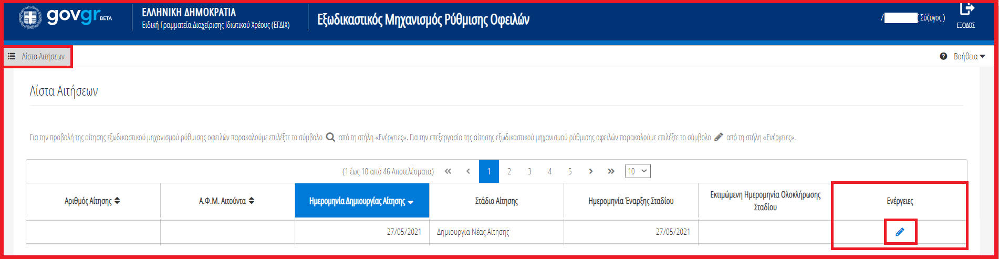 govgr BETA
ΕΛΛΗΝΙΚΗ ΔΗΜΟΚΡΑΤΙΑ
Ειδική Γραμματεία Διαχείρισης Ιδιωτικού Χρέους (ΕΓΔΙΧ)
Εξωδικαστικός Μηχανισμός Ρύθμισης Οφειλών
/ ( Σύζυγος )
ΕΞΟΔΟΣ
Λίστα Αιτήσεων
Βοήθεια
Λίστα Αιτήσεων
Για την προβολή της αίτησης εξωδικαστικού μηχανισμού ρύθμισης οφειλών παρακαλούμε επιλέξτε το σύμβολο από τη στήλη «Ενέργειες». Για την επεξεργασία της αίτησης εξωδικαστικού μηχανισμού ρύθμισης οφειλών παρακαλούμε επιλέξτε το σύμβολο από τη στήλη «Ενέργειες».
(1 έως 10 από 46 Αποτελέσματα) « ‹ 1 2 3 4 5 › » 10
Αριθμός Αίτησης
Α.Φ.Μ. Αιτούντα
Ημερομηνία Δημιουργίας Αίτησης
Στάδιο Αίτησης
Ημερομηνία Έναρξης Σταδίου
Εκτιμώμενη Ημερομηνία Ολοκλήρωσης
Σταδίου
Ενέργειες
27/05/2021
Δημιουργία Νέας Αίτησης
27/05/2021